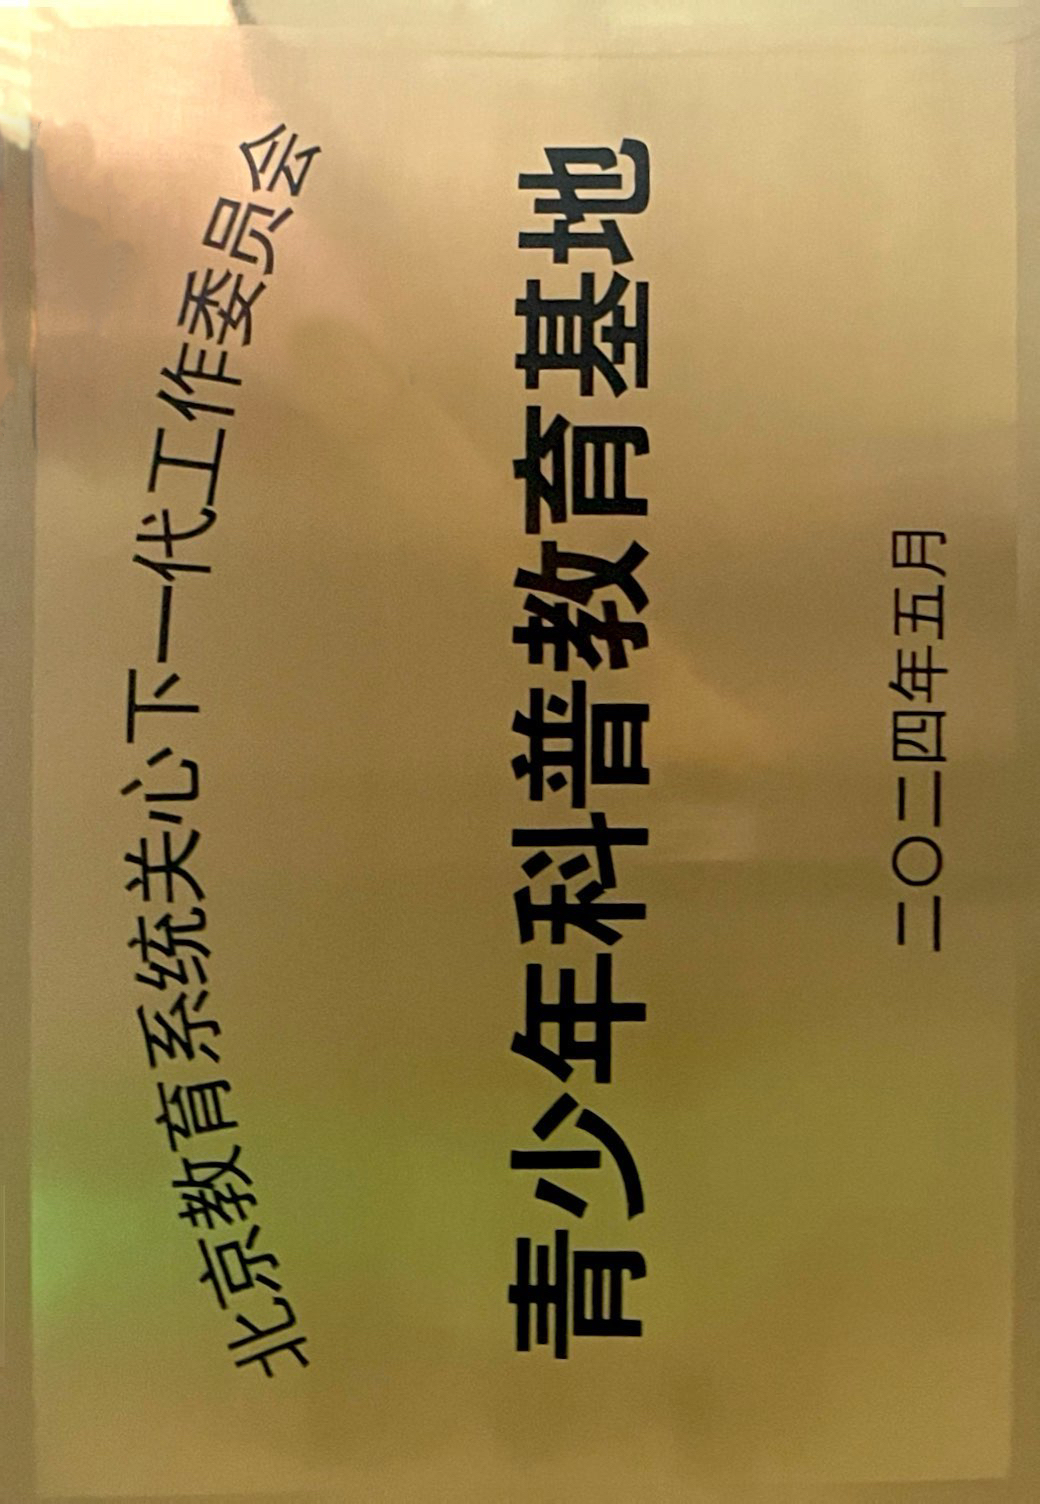 北京教育系统关心下一代工作委员会
青少年科普教育基地
二〇二四年五月